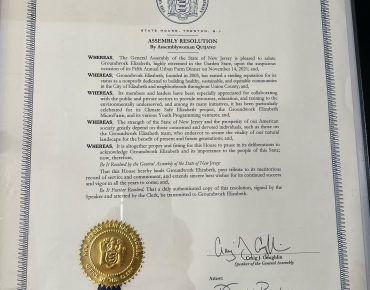 STATE HOUSE, TRENTON, N.J.
ASSEMBLY RESOLUTION
By Assemblywoman QUIJANO
WHEREAS, The General Assembly of the State of New Jersey is pleased to salute
Groundwork Elizabeth, highly esteemed in the Garden State, upon the auspicious
occasion of its Fifth Annual Crops Farm Dinner on November 14, 2021; and,
WHEREAS, Groundwork Elizabeth, founded in 2003, has earned a sterling reputation for its
status as a nonprofit dedicated to building healthy, sustainable, and equitable communities
in the City of Elizabeth and neighborhoods throughout Union County; and,
WHEREAS, Its members and leaders have been especially appreciated for collaborating
with the public and private sectors to provide resources, education, and training to the
environmentally underserved, and among its many initiatives, it has been particularly
celebrated for its Climate Safe Elizabeth project, the Groundwork Elizabeth
MicroFarm, and its various Youth Programming ventures; and,
WHEREAS, The strength of the State of New Jersey and the prosperity of our American
society greatly depend on those committed and devoted individuals, such as those on
the Groundwork Elizabeth team, who endeavor to ensure the vitality of our natural
landscapes for the benefit of present and future generations; and,
WHEREAS, It is altogether proper and fitting for this House to pause in its deliberations to
acknowledge Groundwork Elizabeth and its importance to the people of this State;
now, therefore,
Be It Resolved by the General Assembly of the State of New Jersey:
That this House hereby lauds Groundwork Elizabeth, pays tribute to its meritorious
record of service and commitment, and extends sincere best wishes for its continued success
and vigor in all the years to come; and,
Be It Further Resolved, That a duly authenticated copy of this resolution, signed by the
Speaker and attested by the Clerk, be transmitted to Groundwork Elizabeth.
Craig J. Coughlin
Speaker of the General Assembly
Attest: